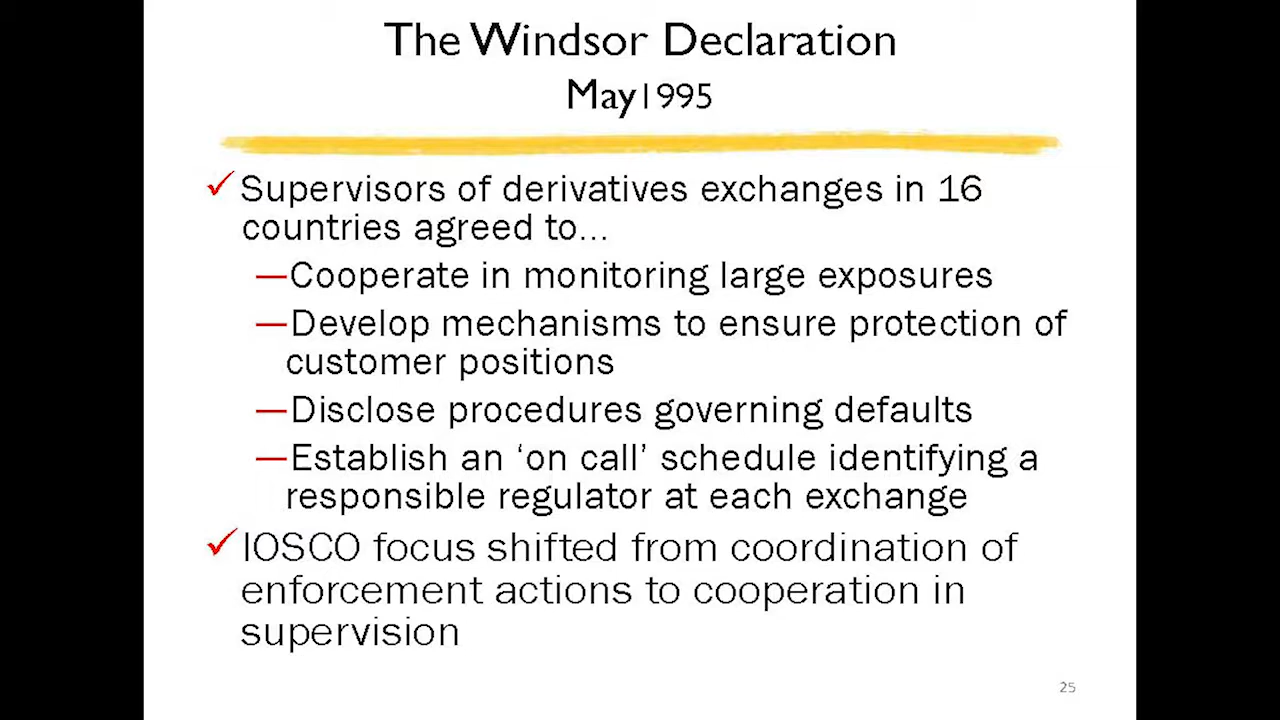 The Windsor Declaration
May1995
✓Supervisors of derivatives exchanges in 16
countries agreed to...
—Cooperate in monitoring large exposures
—Develop mechanisms to ensure protection of
customer positions
—Disclose procedures governing defaults
—Establish an ‘on call’ schedule identifying a
responsible regulator at each exchange
✓IOSCO focus shifted from coordination of
enforcement actions to cooperation in
supervision
25